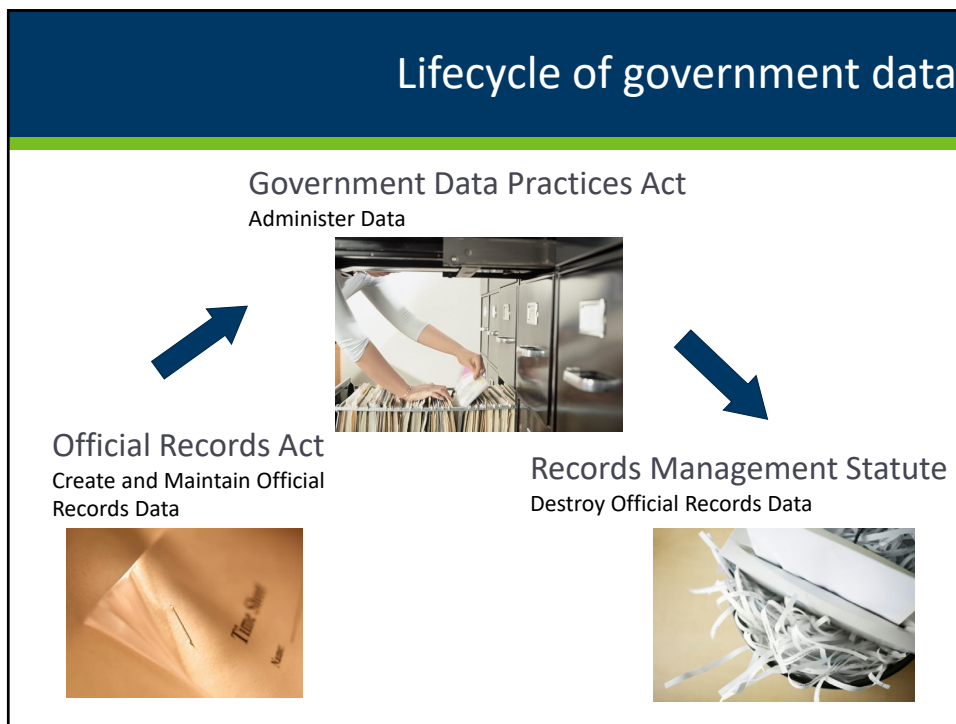 Lifecycle of government data
Government Data Practices Act
Administer Data
Official Records Act
Create and Maintain Official
Records Data
Records Management Statute
Destroy Official Records Data
Time Sheet
Name: